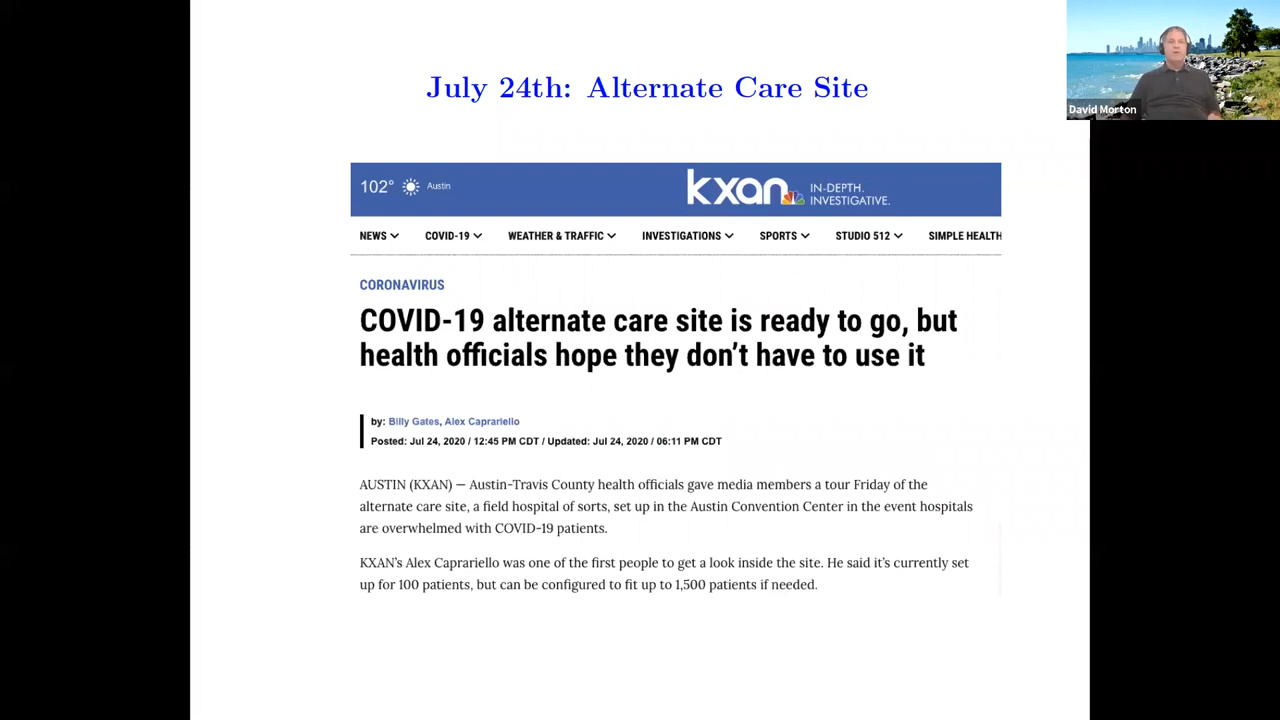 July 24th: Alternate Care Site
David Morton
102° Austin
kxan IN-DEPTH.
INVESTIGATIVE.
NEWS COVID-19 WEATHER & TRAFFIC INVESTIGATIONS SPORTS STUDIO 512 SIMPLE HEALTH
CORONAVIRUS
COVID-19 alternate care site is ready to go, but
health officials hope they don’t have to use it
by: Billy Gates, Alex Caprariello
Posted: Jul 24, 2020 / 12:45 PM CDT / Updated: Jul 24, 2020 / 06:11 PM CDT
AUSTIN (KXAN) — Austin-Travis County health officials gave media members a tour Friday of the
alternate care site, a field hospital of sorts, set up in the Austin Convention Center in the event hospitals
are overwhelmed with COVID-19 patients.
KXAN’s Alex Caprariello was one of the first people to get a look inside the site. He said it’s currently set
up for 100 patients, but can be configured to fit up to 1,500 patients if needed.